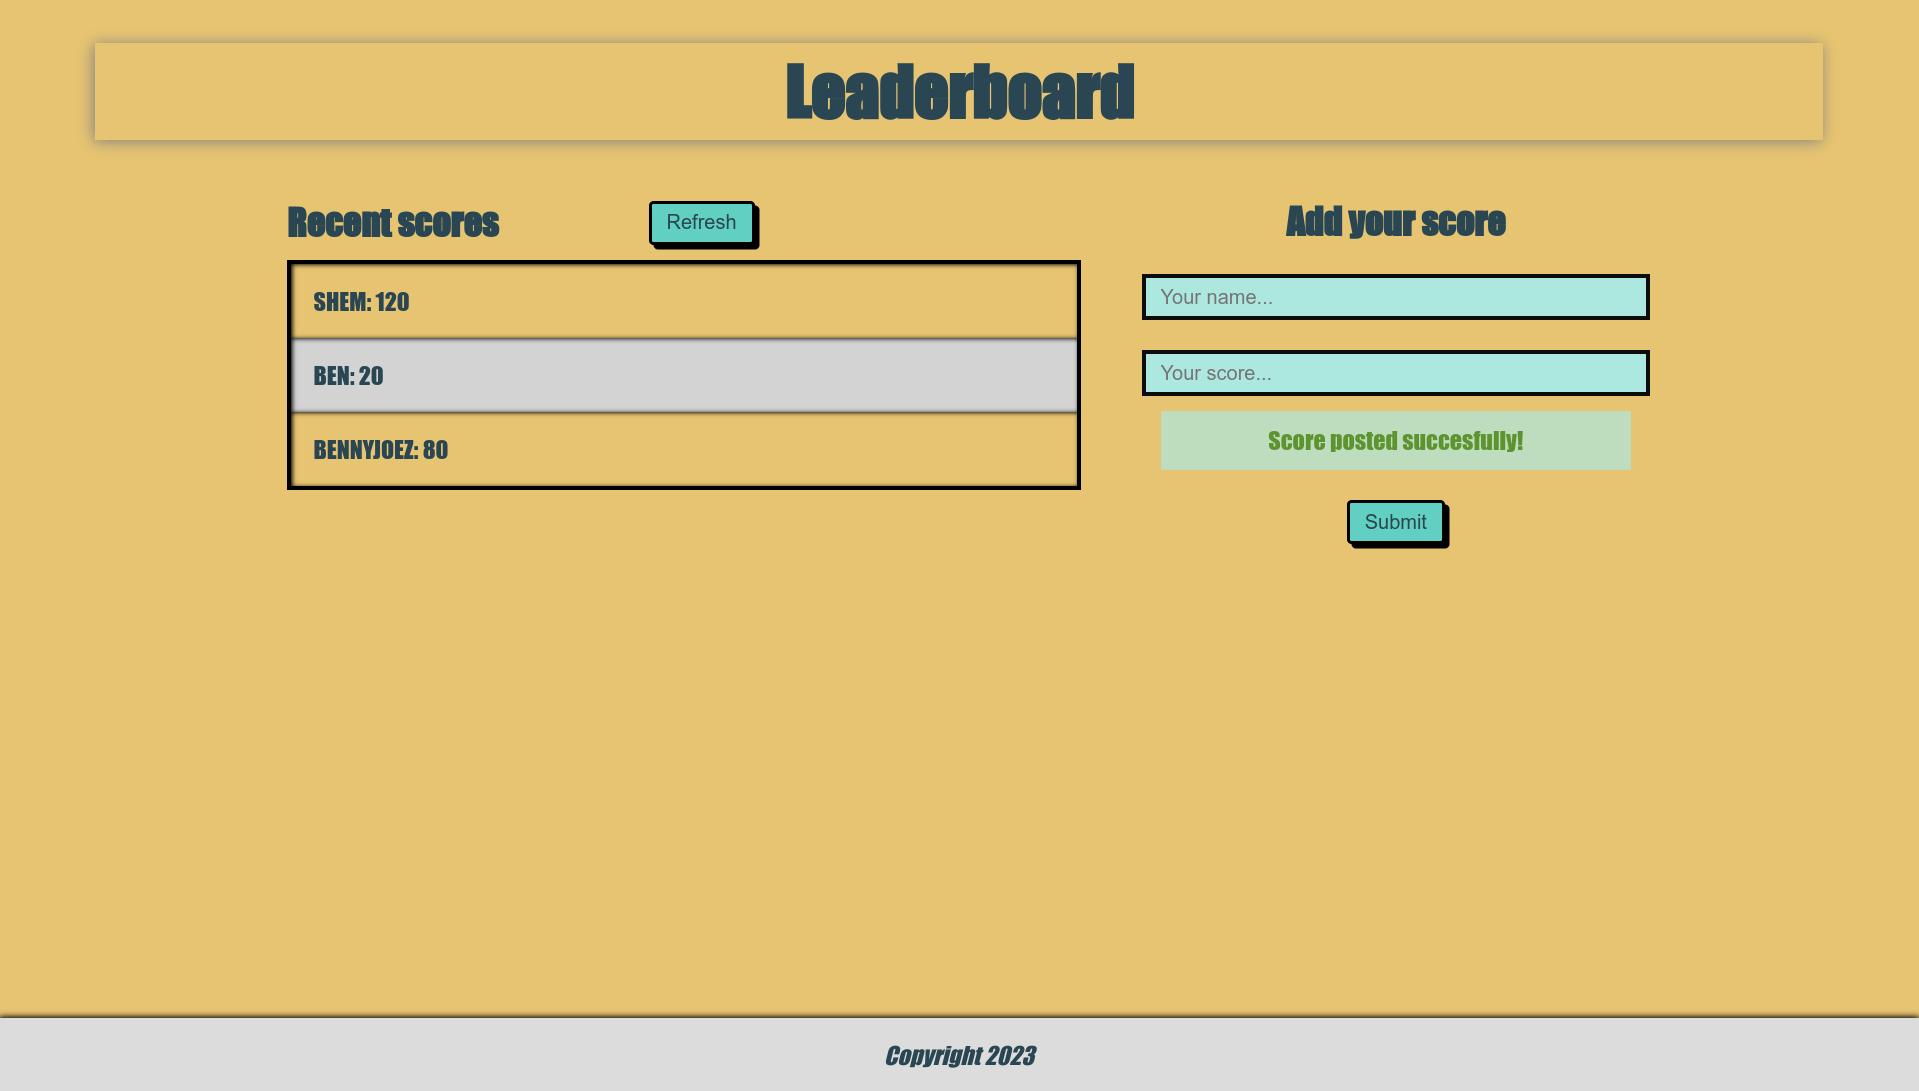 Leaderboard
Recent scores
Refresh
SHEM: 120
BEN: 20
BENNYJOEZ: 80
Add your score
Your name...
Your score...
Score posted succesfully!
Submit
Copyright 2023